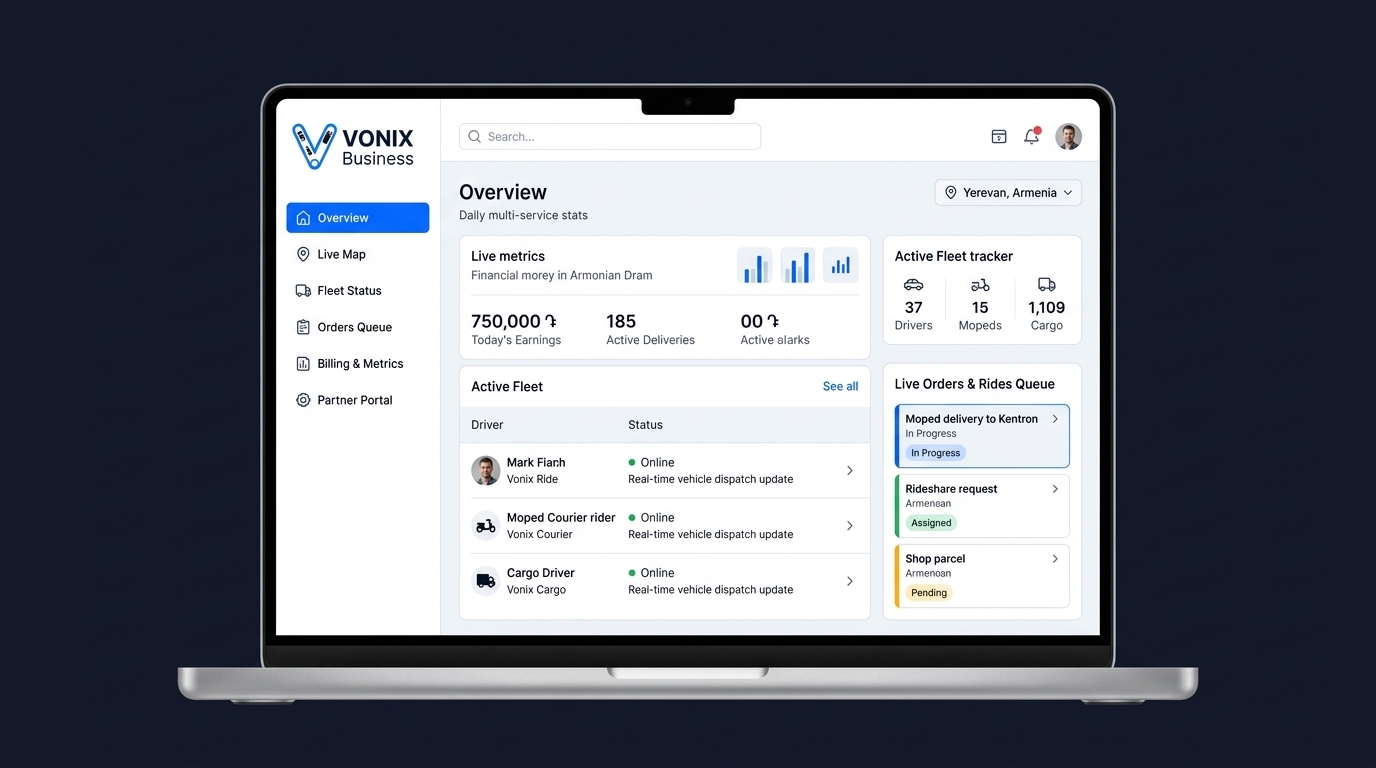 VONIX
Business
Search...
Overview
Live Map
Fleet Status
Orders Queue
Billing & Metrics
Partner Portal
Overview
Daily multi-service stats
Yerevan, Armenia
Live metrics
Financial morey in Armonian Dram
750,000 ֏
Today's Earnings
185
Active Deliveries
00 ֏
Active alarks
Active Fleet tracker
37
Drivers
15
Mopeds
1,109
Cargo
Active Fleet
See all
Driver Status
Mark
Vonix Ride
Online
Real-time vehicle dispatch update
Moped Courier rider
Vonix Courier
Online
Real-time vehicle dispatch update
Cargo Driver
Vonix Cargo
Online
Real-time vehicle dispatch update
Live Orders & Rides Queue
Moped delivery to Kentron
In Progress
In Progress
Rideshare request
Armenoan
Assigned
Shop parcel
Armenoan
Pending